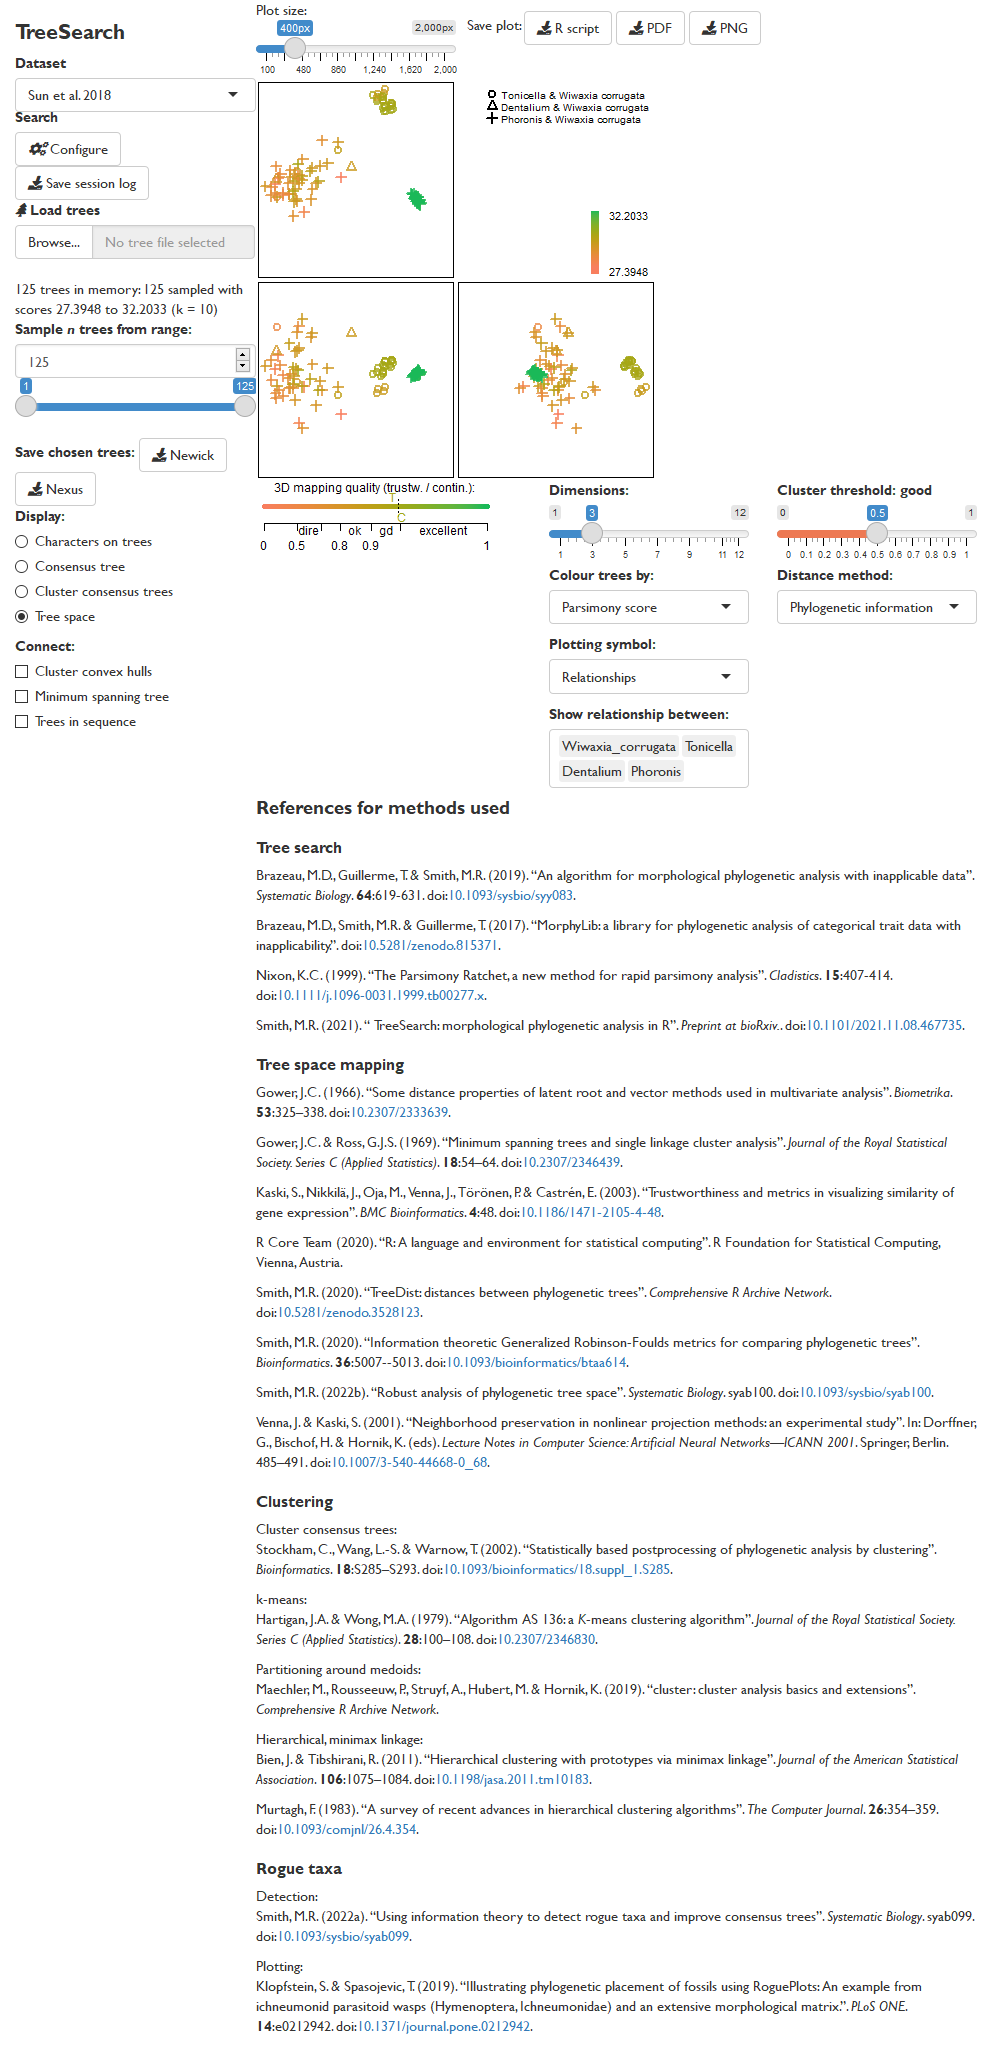 TreeSearch
Dataset
Sun et al. 2018
Search
Configure
Save session log
Load trees
Browse... No tree file selected
125 trees in memory: 125 sampled with
scores 27.3948 to 32.2033 (k = 10)
Sample n trees from range:
125
1 125
Save chosen trees: Newick
Nexus
Display:
Characters on trees
Consensus tree
Cluster consensus trees
Tree space
Connect:
Cluster convex hulls
Minimum spanning tree
Trees in sequence
Plot size:
400px 2,000px
100 480 860 1,240 1,620 2,000
Save plot: R script PDF PNG
Tonicella & Wiwaxia corrugata
Dentalium & Wiwaxia corrugata
Phoronis & Wiwaxia corrugata
32.2033
27.3948
3D mapping quality (trustw. / contin.):
T
C
dire ok gd excellent
0 0.5 0.8 0.9 1
Dimensions:
1 3 12
1 3 5 7 9 11 12
Colour trees by:
Parsimony score
Plotting symbol:
Relationships
Show relationship between:
Wiwaxia_corrugata Tonicella
Dentalium Phoronis
Cluster threshold: good
0 0.5 1
0 0.1 0.2 0.3 0.4 0.5 0.6 0.7 0.8 0.9 1
Distance method:
Phylogenetic information
References for methods used
Tree search
Brazeau, M.D., Guillerme, T. & Smith, M.R. (2019). “An algorithm for morphological phylogenetic analysis with inapplicable data”.
Systematic Biology. 64:619-631. doi:10.1093/sysbio/syy083.
Brazeau, M.D., Smith, M.R. & Guillerme, T. (2017). “MorphyLib: a library for phylogenetic analysis of categorical trait data with
inapplicability.”. doi:10.5281/zenodo.815371.
Nixon, K.C. (1999). “The Parsimony Ratchet, a new method for rapid parsimony analysis”. Cladistics. 15:407-414.
doi:10.1111/j.1096-0031.1999.tb00277.x.
Smith, M.R. (2021). “ TreeSearch: morphological phylogenetic analysis in R”. Preprint at bioRxiv.. doi:10.1101/2021.11.08.467735.
Tree space mapping
Gower, J.C. (1966). “Some distance properties of latent root and vector methods used in multivariate analysis”. Biometrika.
53:325–338. doi:10.2307/2333639.
Gower, J.C. & Ross, G.J.S. (1969). “Minimum spanning trees and single linkage cluster analysis”. Journal of the Royal Statistical
Society. Series C (Applied Statistics). 18:54–64. doi:10.2307/2346439.
Kaski, S., Nikkilä, J., Oja, M., Venna, J., Törönen, P. & Castrén, E. (2003). “Trustworthiness and metrics in visualizing similarity of
gene expression”. BMC Bioinformatics. 4:48. doi:10.1186/1471-2105-4-48.
R Core Team (2020). “R: A language and environment for statistical computing”. R Foundation for Statistical Computing,
Vienna, Austria.
Smith, M.R. (2020). “TreeDist: distances between phylogenetic trees”. Comprehensive R Archive Network.
doi:10.5281/zenodo.3528123.
Smith, M.R. (2020). “Information theoretic Generalized Robinson-Foulds metrics for comparing phylogenetic trees”.
Bioinformatics. 36:5007--5013. doi:10.1093/bioinformatics/btaa614.
Smith, M.R. (2022b). “Robust analysis of phylogenetic tree space”. Systematic Biology. syab100. doi:10.1093/sysbio/syab100.
Venna, J. & Kaski, S. (2001). “Neighborhood preservation in nonlinear projection methods: an experimental study”. In: Dorffner,
G., Bischof, H. & Hornik, K. (eds). Lecture Notes in Computer Science: Artificial Neural Networks—ICANN 2001. Springer, Berlin.
485–491. doi:10.1007/3-540-44668-0_68.
Clustering
Cluster consensus trees:
Stockham, C., Wang, L.-S. & Warnow, T. (2002). “Statistically based postprocessing of phylogenetic analysis by clustering”.
Bioinformatics. 18:S285–S293. doi:10.1093/bioinformatics/18.suppl_1.S285.
k-means:
Hartigan, J.A. & Wong, M.A. (1979). “Algorithm AS 136: a K-means clustering algorithm”. Journal of the Royal Statistical Society.
Series C (Applied Statistics). 28:100–108. doi:10.2307/2346830.
Partitioning around medoids:
Maechler, M., Rousseeuw, P., Struyf, A., Hubert, M. & Hornik, K. (2019). “cluster: cluster analysis basics and extensions”.
Comprehensive R Archive Network.
Hierarchical, minimax linkage:
Bien, J. & Tibshirani, R. (2011). “Hierarchical clustering with prototypes via minimax linkage”. Journal of the American Statistical
Association. 106:1075–1084. doi:10.1198/jasa.2011.tm10183.
Murtagh, F. (1983). “A survey of recent advances in hierarchical clustering algorithms”. The Computer Journal. 26:354–359.
doi:10.1093/comjnl/26.4.354.
Rogue taxa
Detection:
Smith, M.R. (2022a). “Using information theory to detect rogue taxa and improve consensus trees”. Systematic Biology. syab099.
doi:10.1093/sysbio/syab099.
Plotting:
Klopfstein, S. & Spasojevic, T. (2019). “Illustrating phylogenetic placement of fossils using RoguePlots: An example from
ichneumonid parasitoid wasps (Hymenoptera, Ichneumonidae) and an extensive morphological matrix.”. PLoS ONE.
14:e0212942. doi:10.1371/journal.pone.0212942.